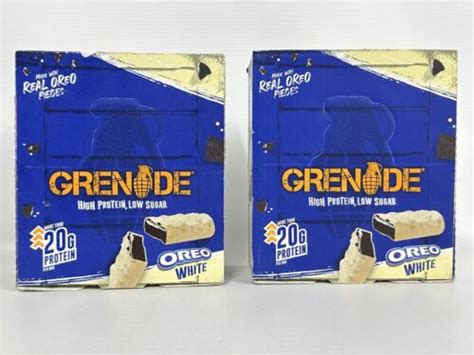 MADE WITH
REAL OREO
PIECES
GRENADE
HIGH PROTEIN, LOW SUGAR
MORE THAN
20G
PROTEIN
OREO
WHITE
MADE WITH
REAL OREO
PIECES
GRENADE
HIGH PROTEIN, LOW SUGAR
MORE THAN
20G
PROTEIN
OREO
WHITE